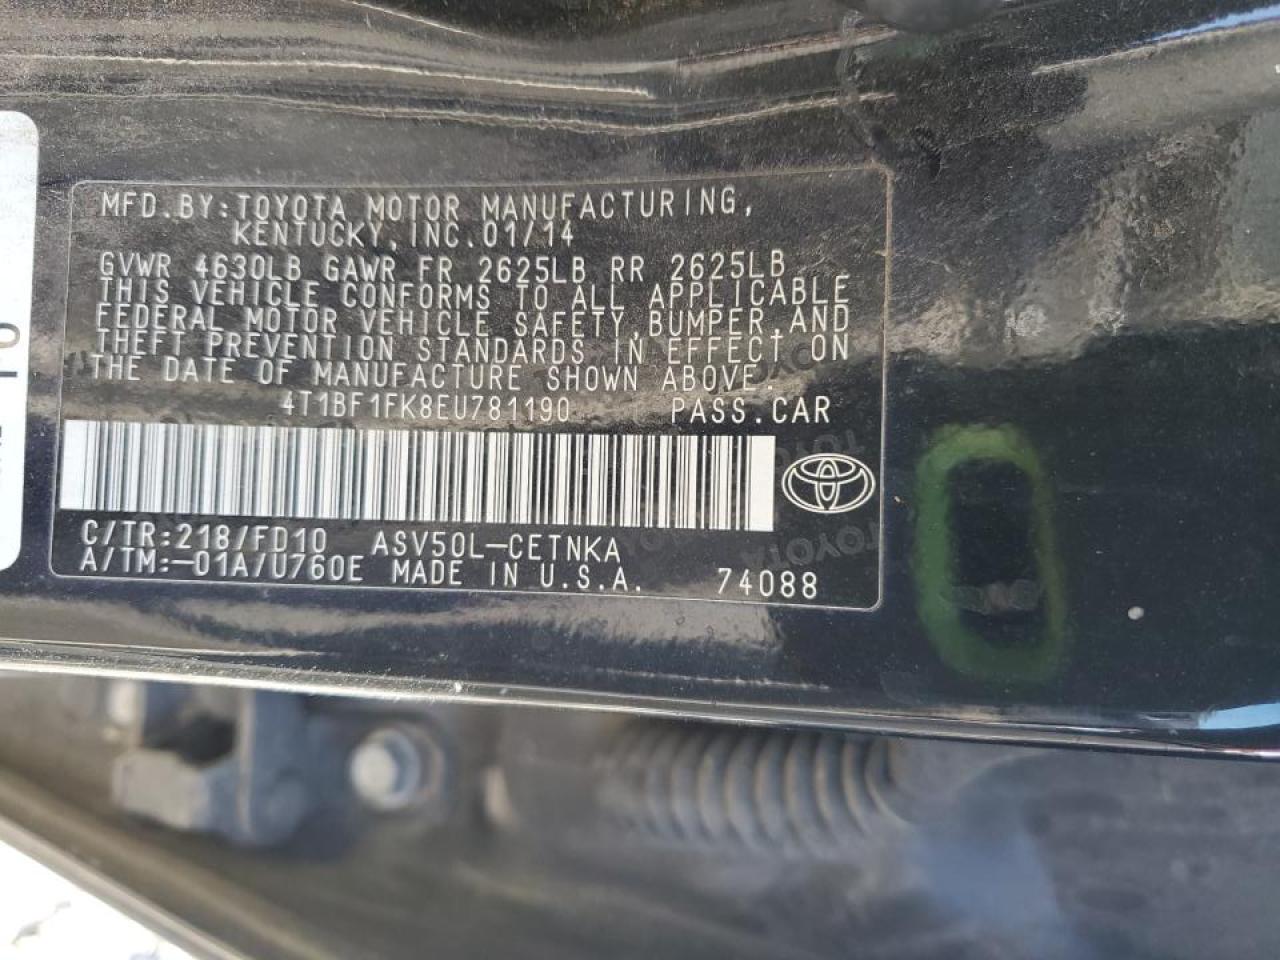 MFD.BY:TOYOTA MOTOR MANUFACTURING,
KENTUCKY,INC.01/14
GVWR 4630LB GAWR FR 2625LB RR 2625LB
THIS VEHICLE CONFORMS TO ALL APPLICABLE
FEDERAL MOTOR VEHICLE SAFETY,BUMPER,AND
THEFT PREVENTION STANDARDS IN EFFECT ON
THE DATE OF MANUFACTURE SHOWN ABOVE.
4T1BF1FK8EU781190 PASS.CAR
C/TR:218/FD10 ASV50L-CETNKA
A/TM:-01A/U760E MADE IN U.S.A. 74088
TOYOTA